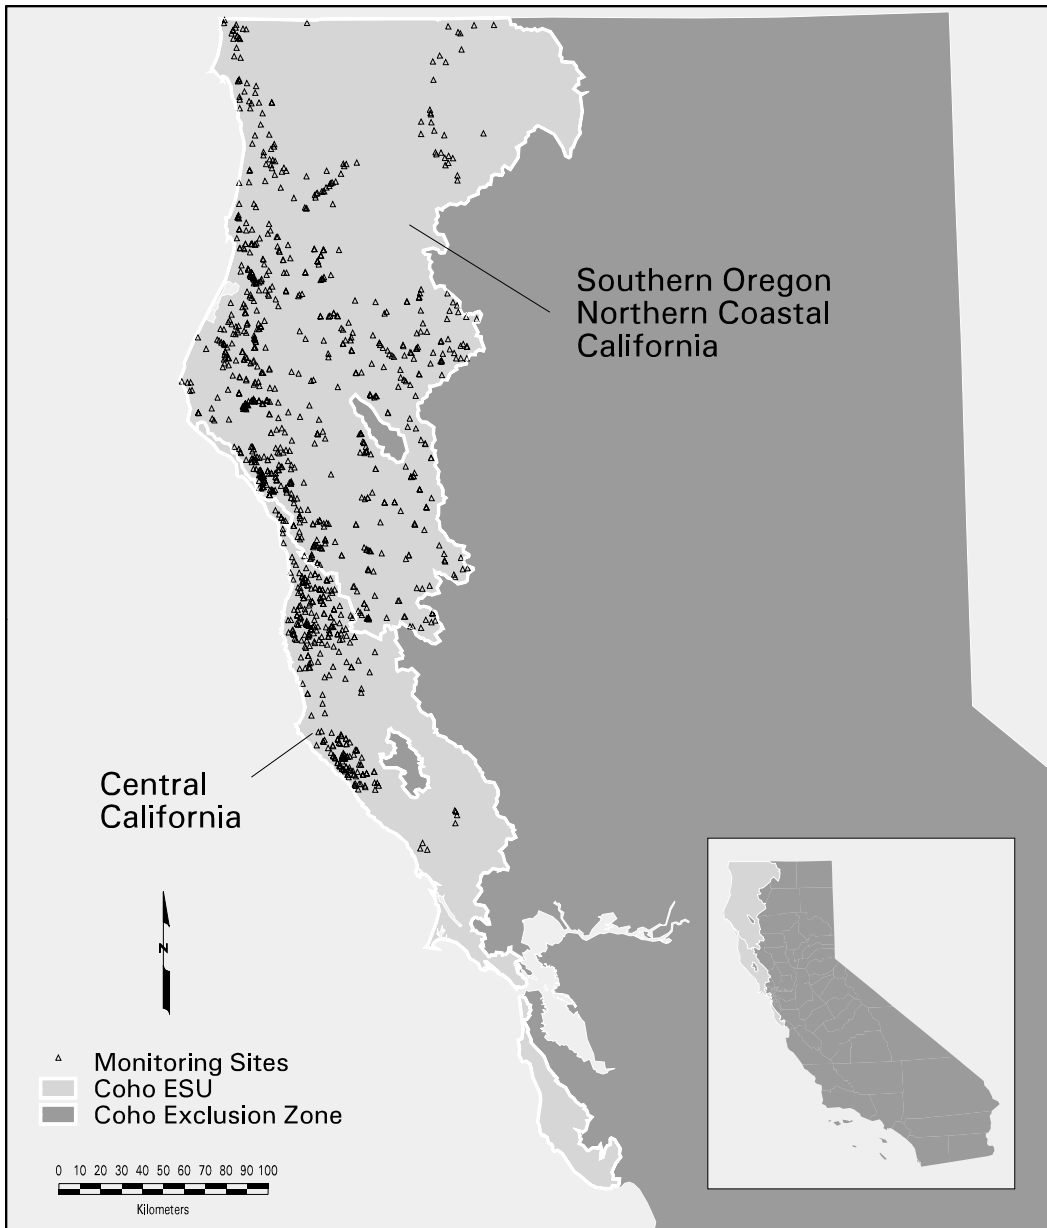 Southern Oregon
Northern Coastal
California
Central
California
N
Monitoring Sites
Coho ESU
Coho Exclusion Zone
0 10 20 30 40 50 60 70 80 90 100
Kilometers